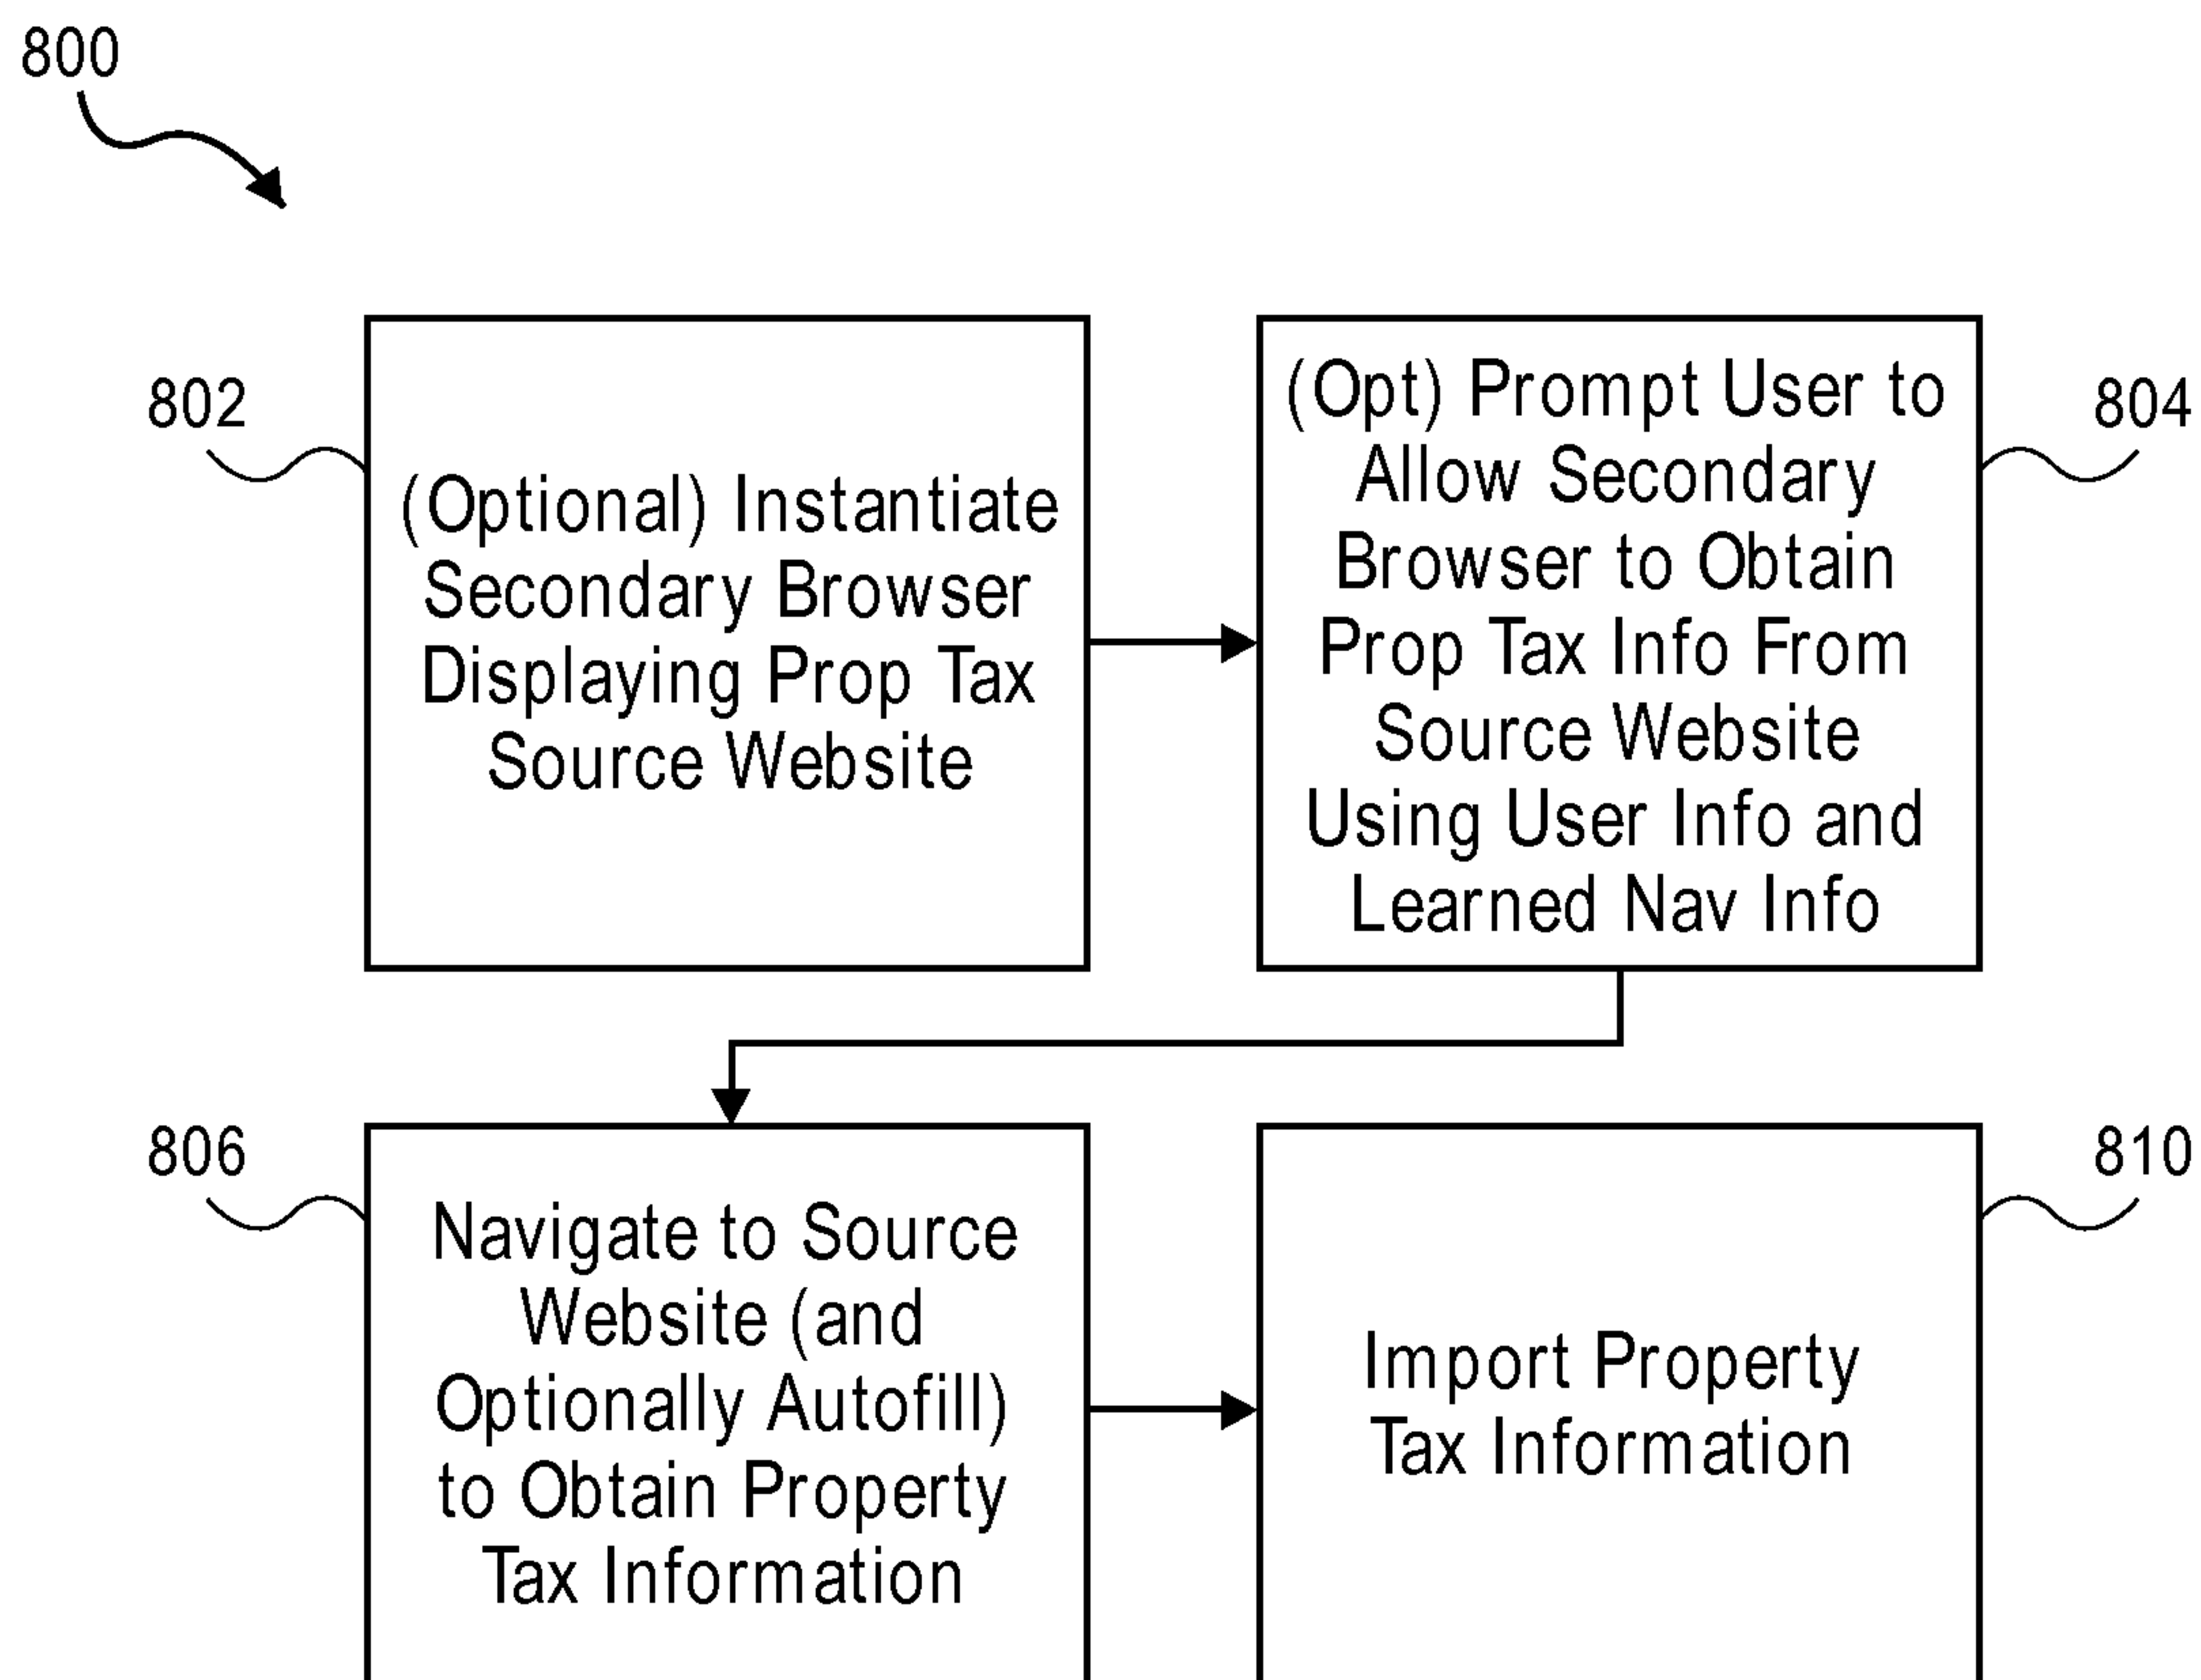 800
802
(Optional) Instantiate
Secondary Browser
Displaying Prop Tax
Source Website
804
(Opt) Prompt User to
Allow Secondary
Browser to Obtain
Prop Tax Info From
Source Website
Using User Info and
Learned Nav Info
806
Navigate to Source
Website (and
Optionally Autofill)
to Obtain Property
Tax Information
810
Import Property
Tax Information